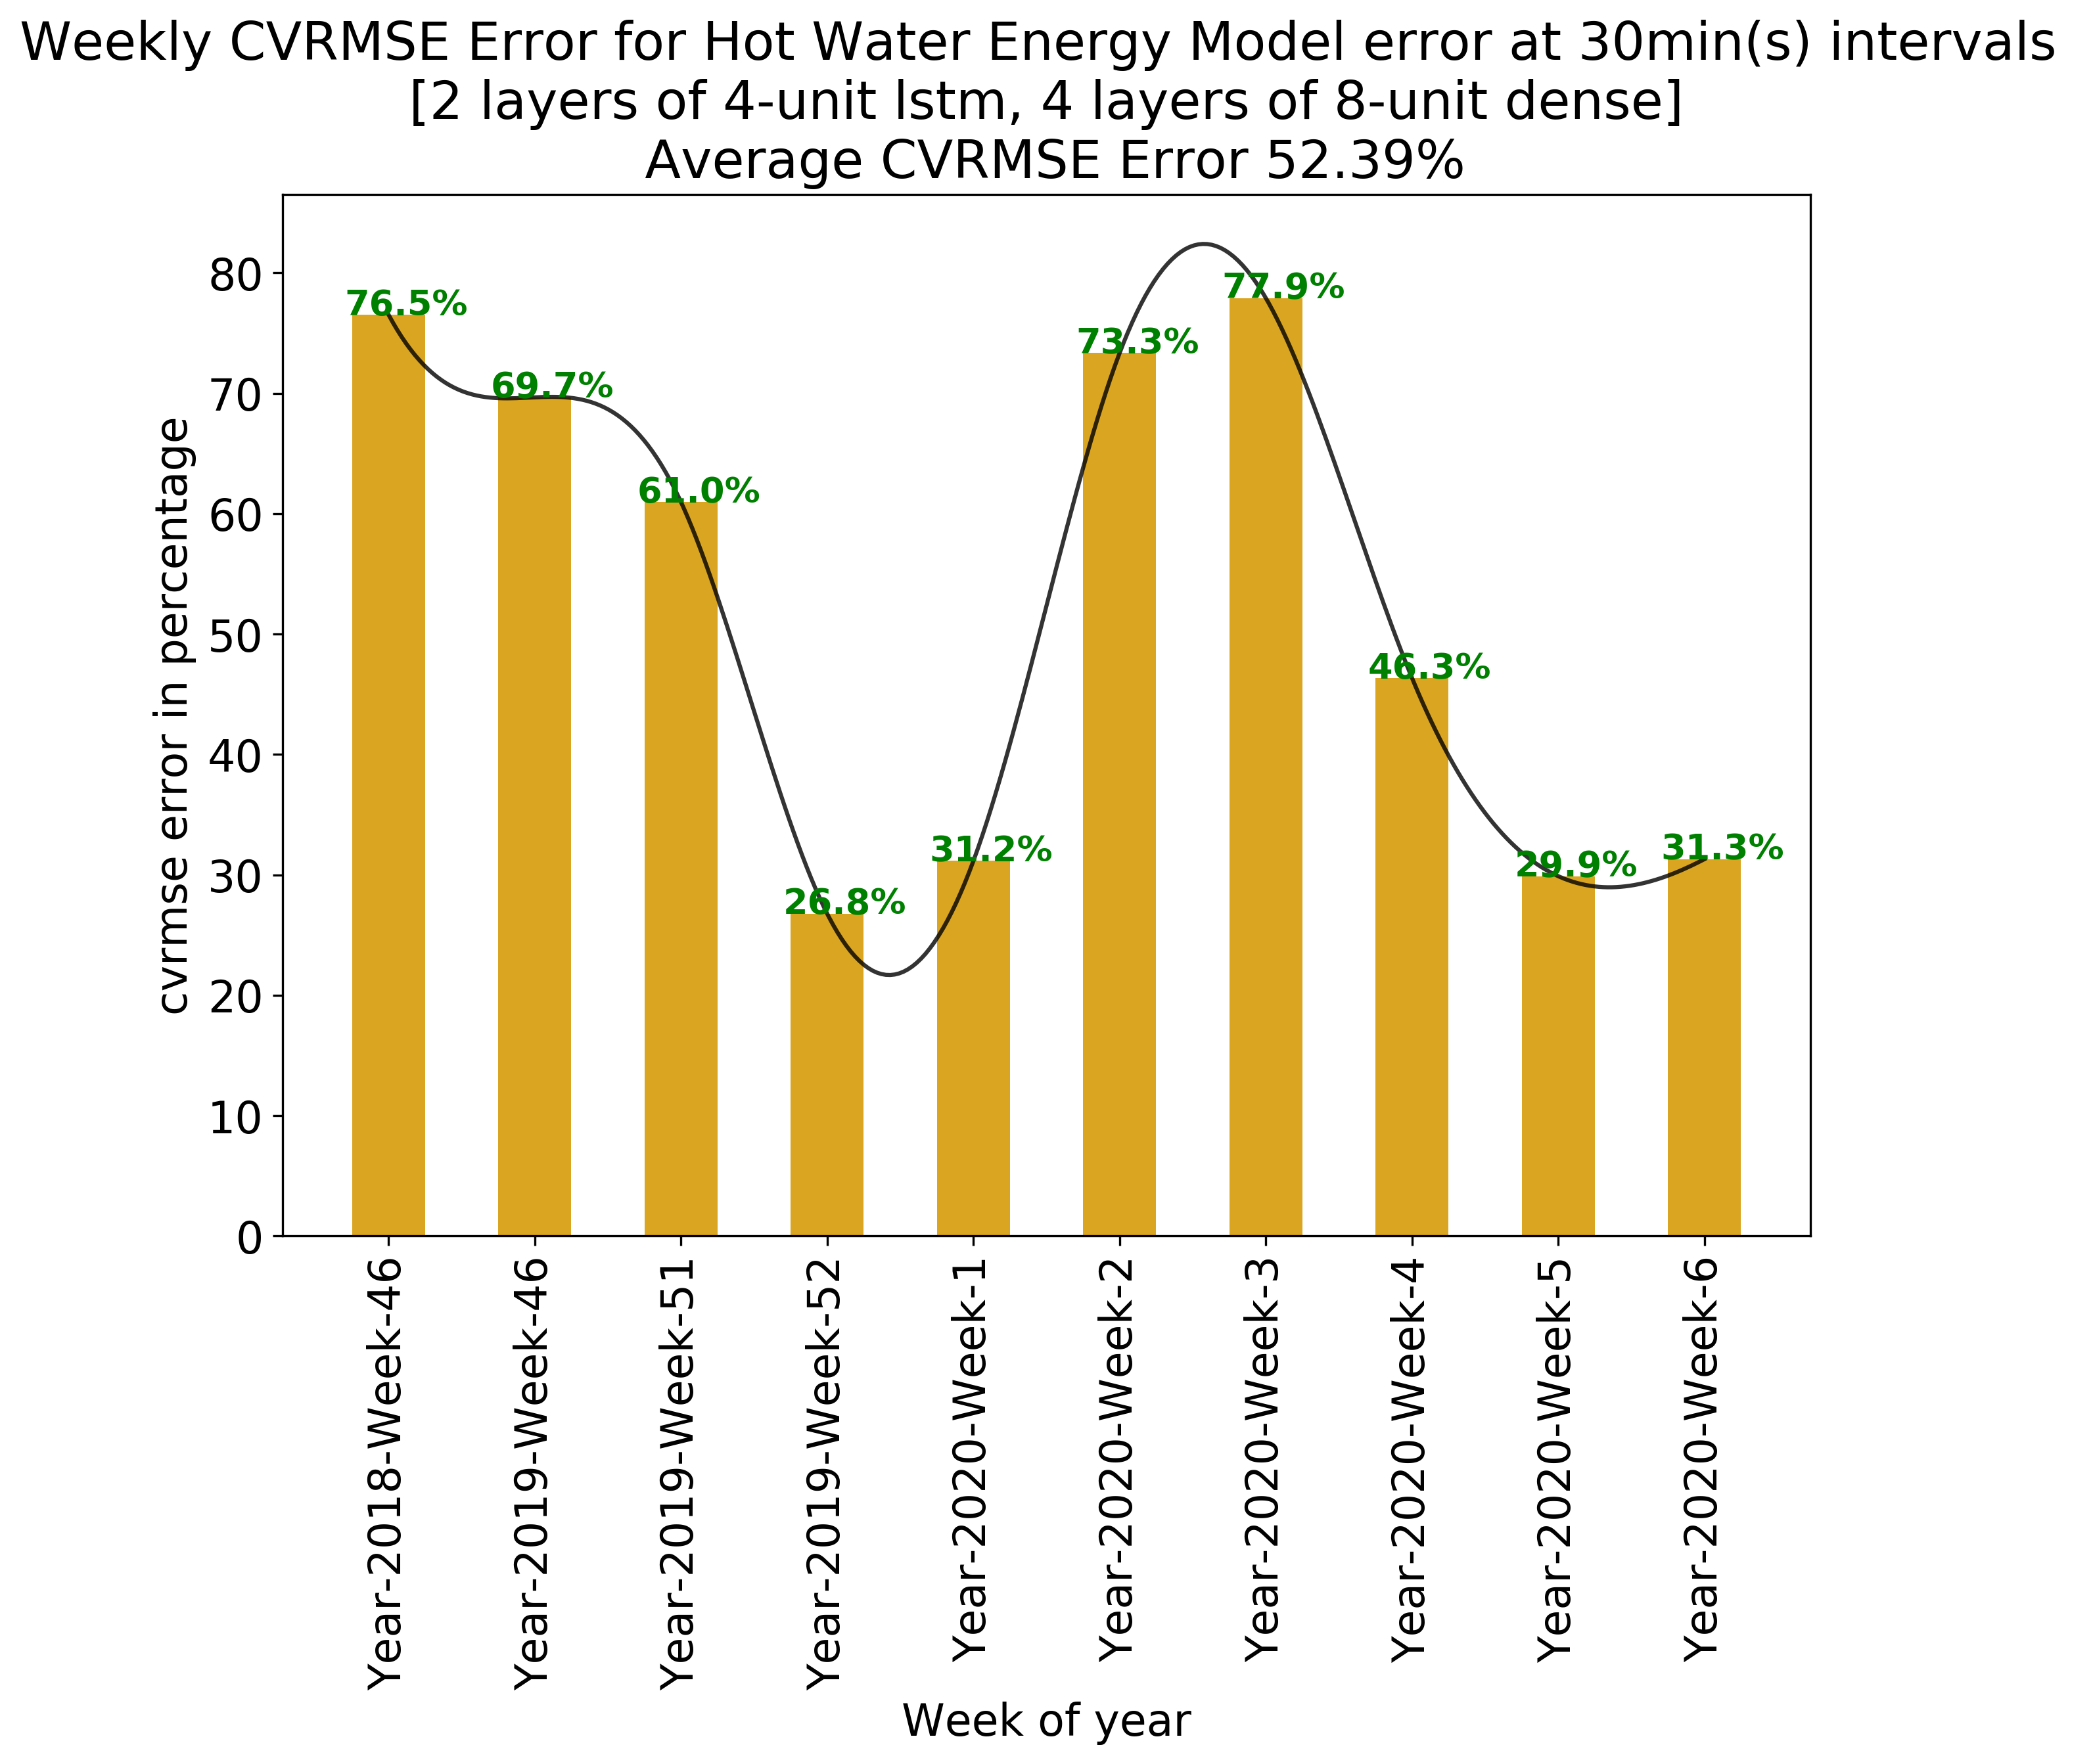 Weekly CVRMSE Error for Hot Water Energy Model error at 30min(s) intervals
[2 layers of 4-unit lstm, 4 layers of 8-unit dense]
Average CVRMSE Error 52.39%
cvrmse error in percentage
80
70
60
50
40
30
20
10
0
76.5%
69.7%
61.0%
26.8%
31.2%
73.3%
77.9%
46.3%
29.9%
31.3%
Year-2018-Week-46
Year-2019-Week-46
Year-2019-Week-51
Year-2019-Week-52
Year-2020-Week-1
Year-2020-Week-2
Year-2020-Week-3
Year-2020-Week-4
Year-2020-Week-5
Year-2020-Week-6
Week of year